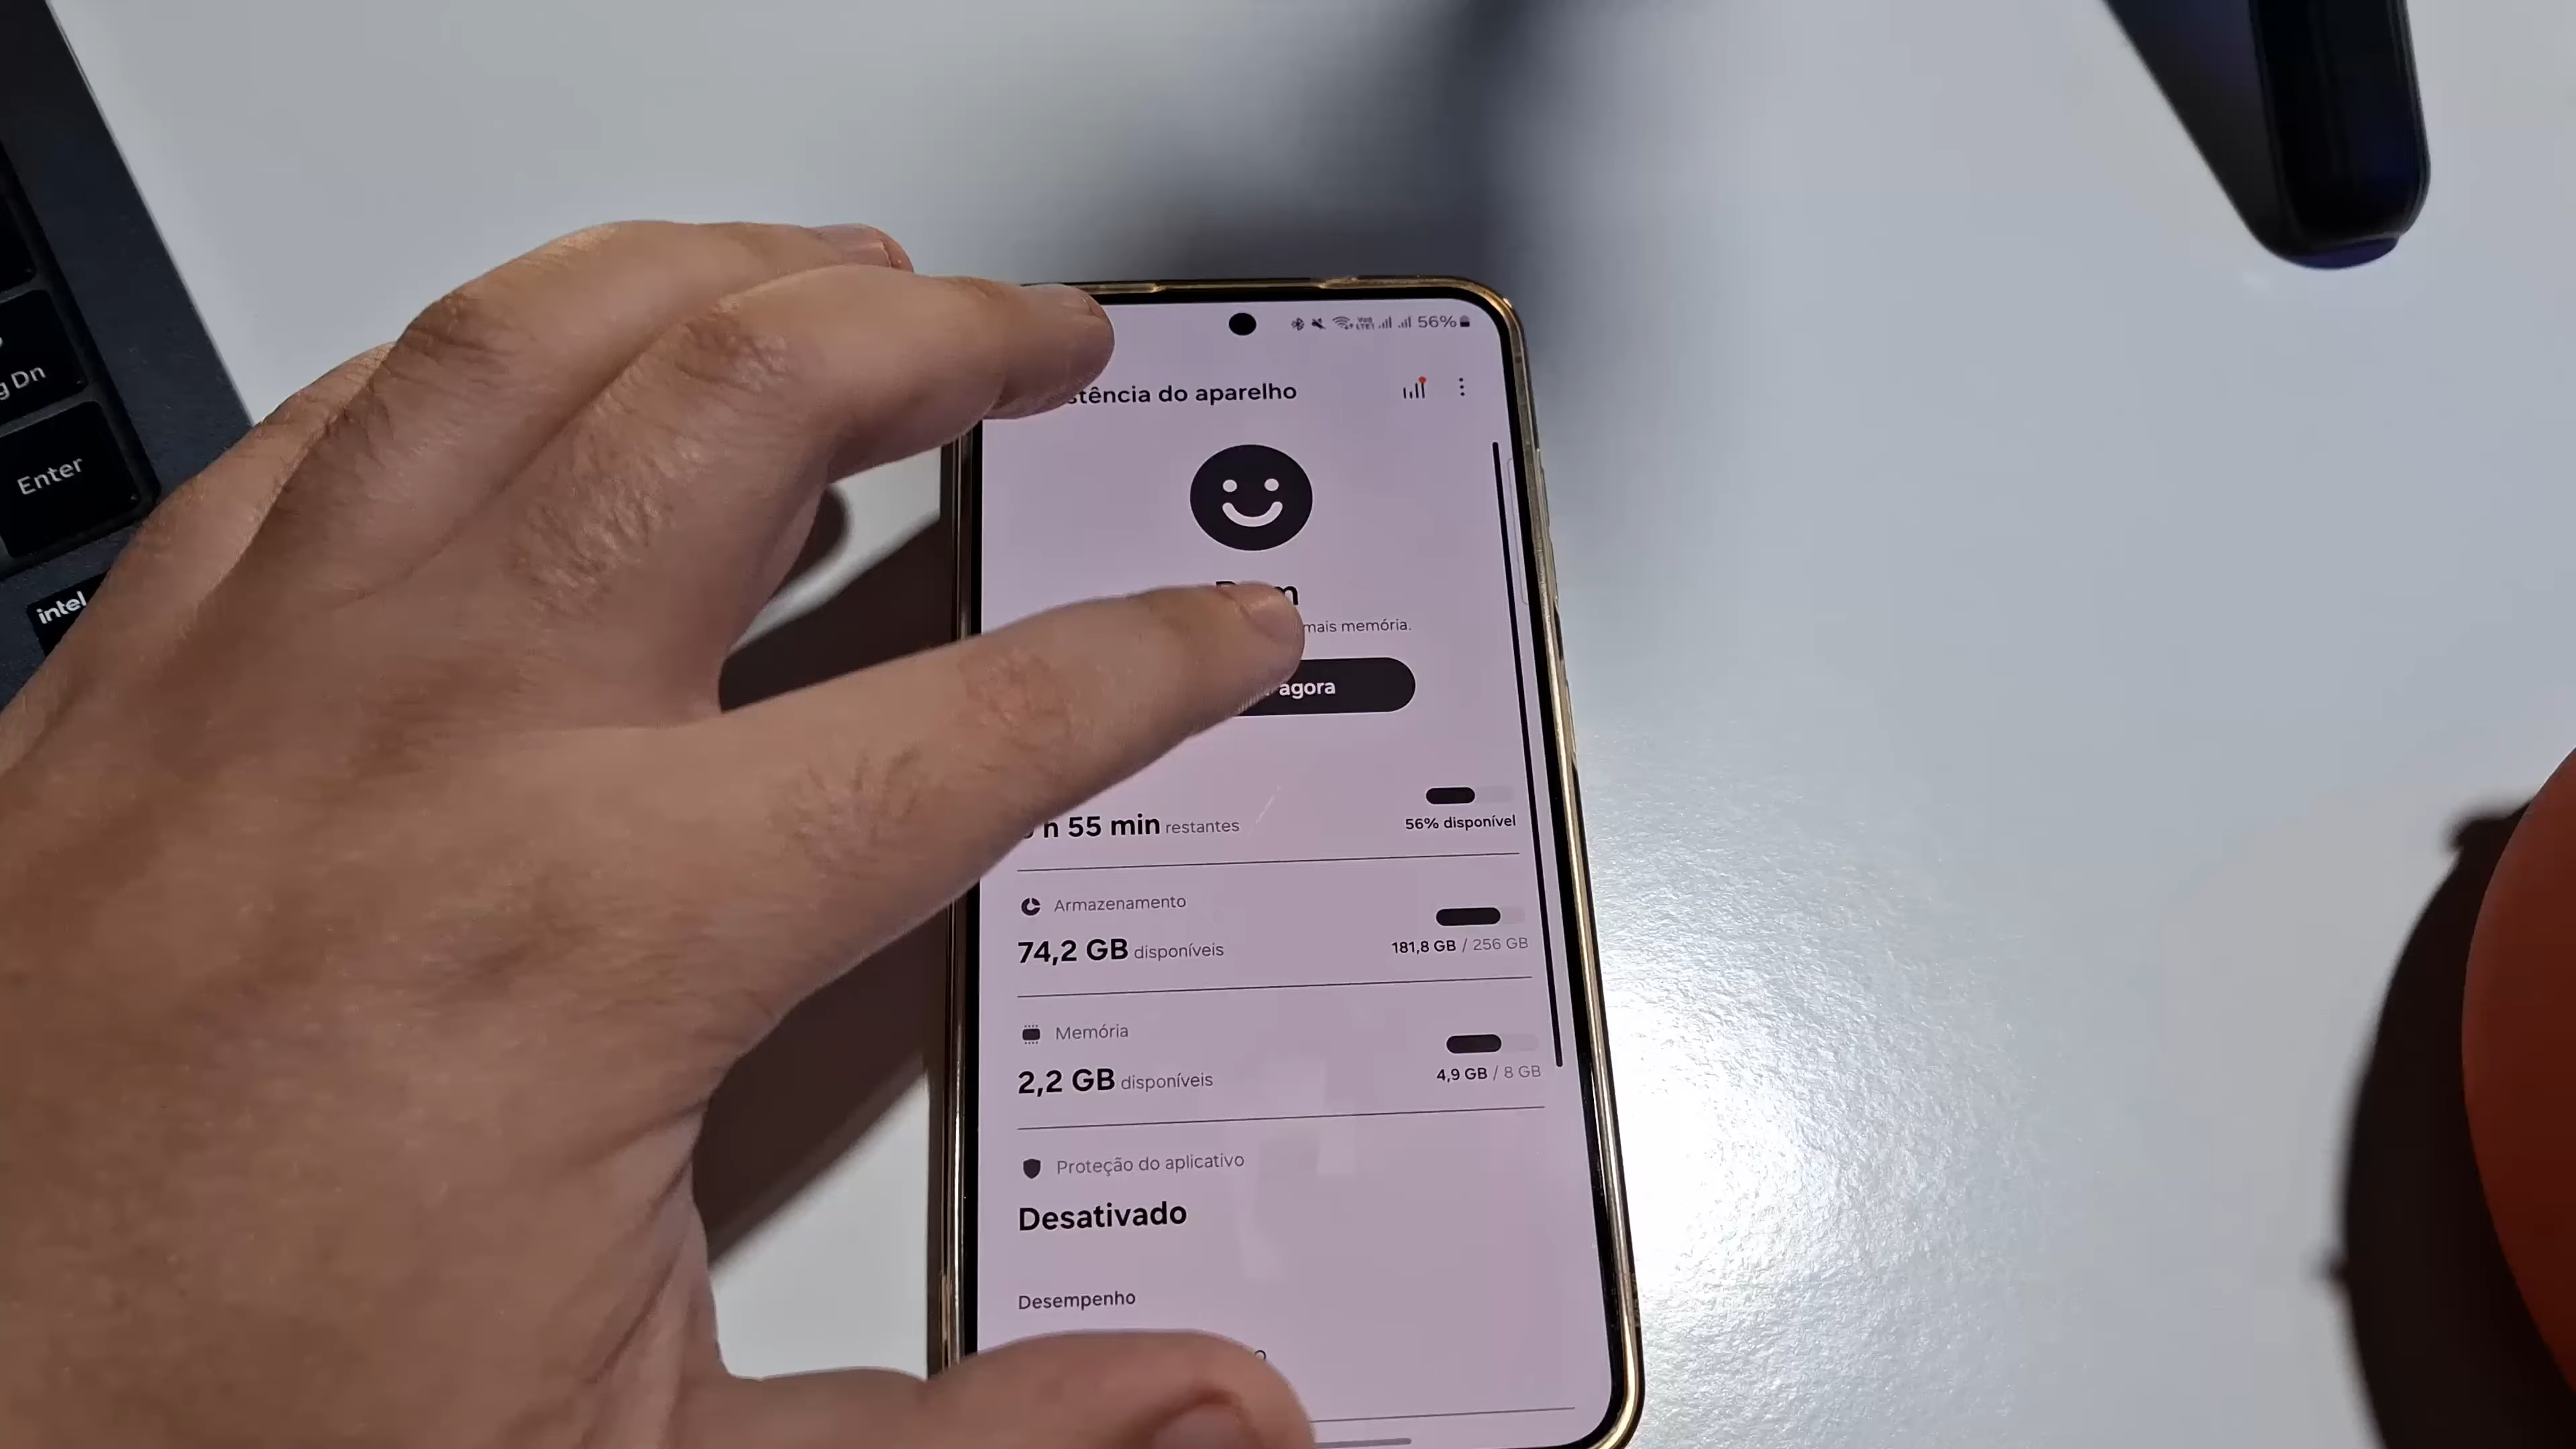 56%
stência do aparelho
mais memória.
agora
h 55 min restantes
56% disponível
Armazenamento
74,2 GB disponíveis
181,8 GB / 256 GB
Memória
2,2 GB disponíveis
4,9 GB / 8 GB
Proteção do aplicativo
Desativado
Desempenho
g Dn
Enter
intel